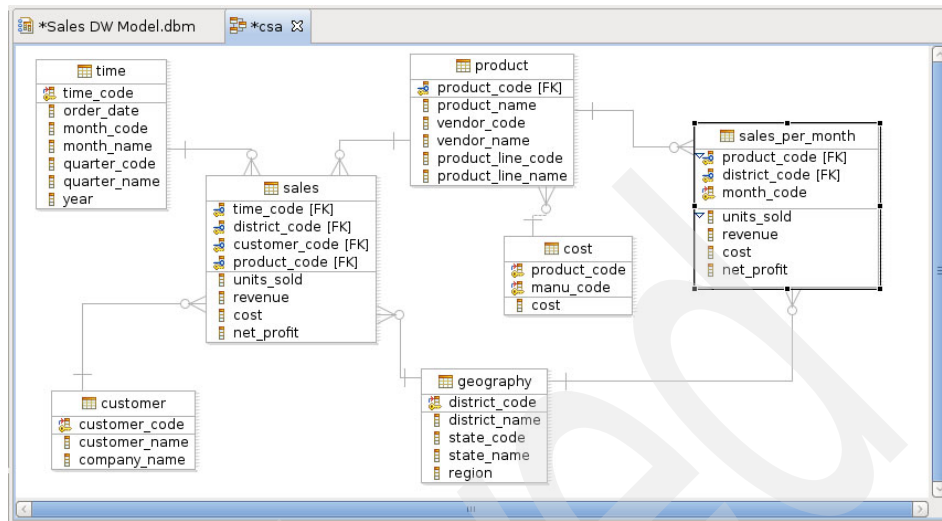 *Sales DW Model.dbm
*csa
time
time_code
order_date
month_code
month_name
quarter_code
quarter_name
year
product
product_code [FK]
product_name
vendor_code
vendor_name
product_line_code
product_line_name
sales_per_month
product_code [FK]
district_code [FK]
month_code
units_sold
revenue
cost
net_profit
sales
time_code [FK]
district_code [FK]
customer_code [FK]
product_code [FK]
units_sold
revenue
cost
net_profit
cost
product_code
manu_code
cost
customer
customer_code
customer_name
company_name
geography
district_code
district_name
state_code
state_name
region